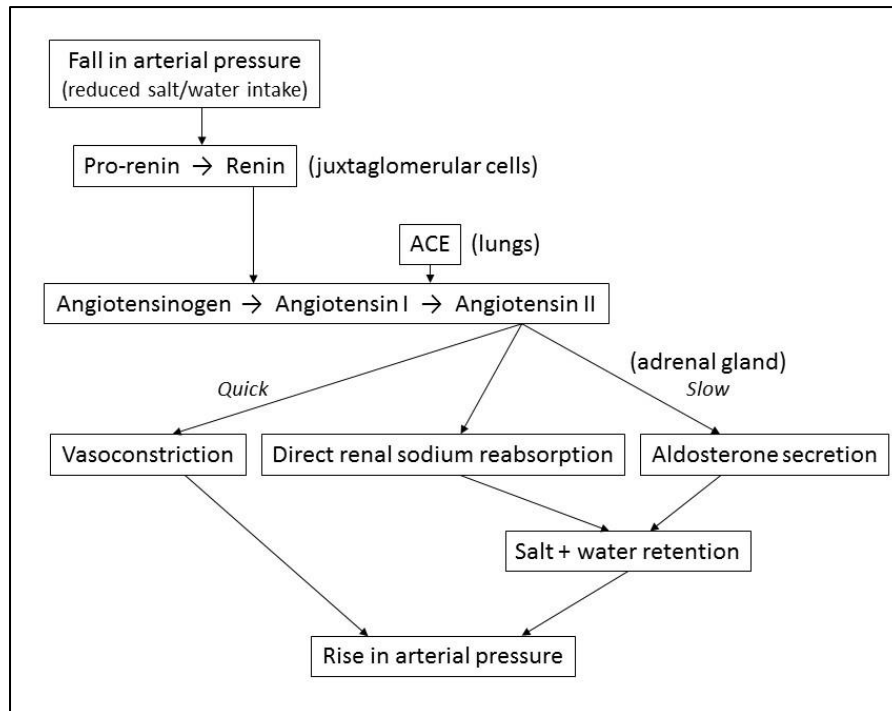 Fall in arterial pressure
(reduced salt/water intake)
Pro-renin → Renin (juxtaglomerular cells)
ACE (lungs)
Angiotensinogen → Angiotensin I → Angiotensin II
(adrenal gland)
Quick Slow
Vasoconstriction Direct renal sodium reabsorption Aldosterone secretion
Salt + water retention
Rise in arterial pressure